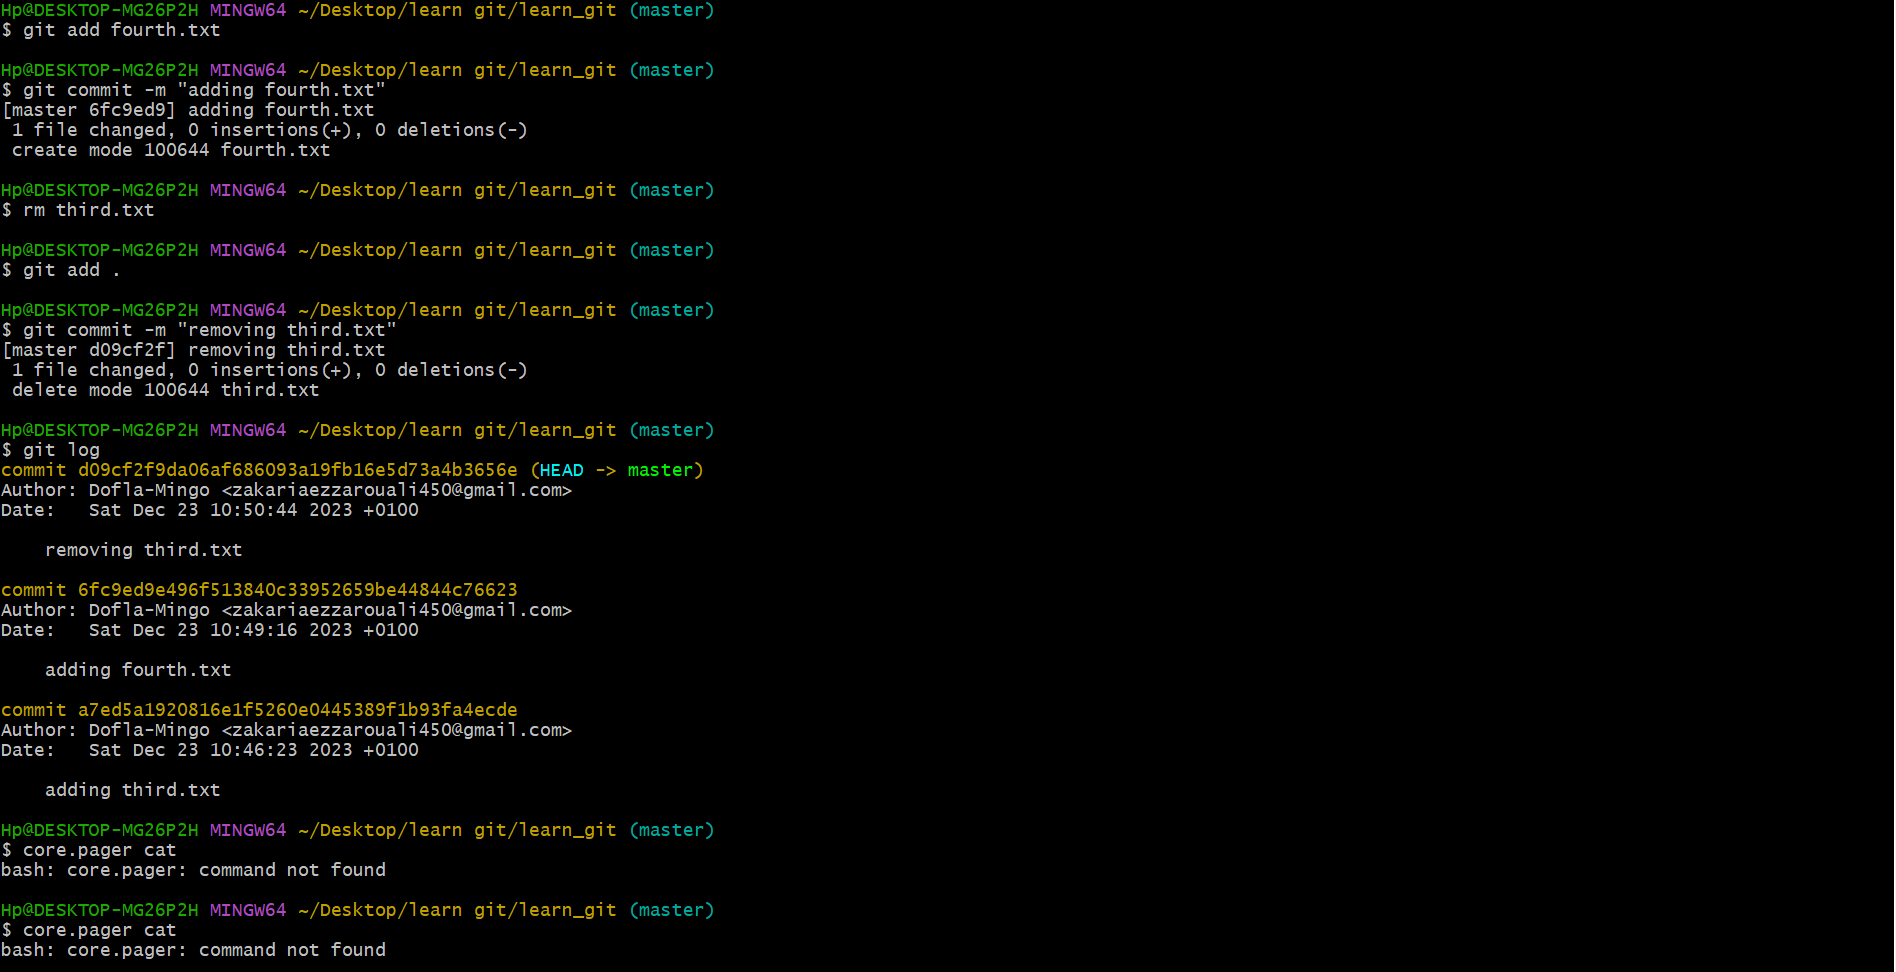 Hp@DESKTOP-MG26P2H MINGW64 ~/Desktop/learn git/learn_git (master)
$ git add fourth.txt
Hp@DESKTOP-MG26P2H MINGW64 ~/Desktop/learn git/learn_git (master)
$ git commit -m "adding fourth.txt"
[master 6fc9ed9] adding fourth.txt
 1 file changed, 0 insertions(+), 0 deletions(-)
 create mode 100644 fourth.txt
Hp@DESKTOP-MG26P2H MINGW64 ~/Desktop/learn git/learn_git (master)
$ rm third.txt
Hp@DESKTOP-MG26P2H MINGW64 ~/Desktop/learn git/learn_git (master)
$ git add .
Hp@DESKTOP-MG26P2H MINGW64 ~/Desktop/learn git/learn_git (master)
$ git commit -m "removing third.txt"
[master d09cf2f] removing third.txt
 1 file changed, 0 insertions(+), 0 deletions(-)
 delete mode 100644 third.txt
Hp@DESKTOP-MG26P2H MINGW64 ~/Desktop/learn git/learn_git (master)
$ git log
commit d09cf2f9da06af686093a19fb16e5d73a4b3656e (HEAD -> master)
Author: Dofla-Mingo <zakariaezzarouali450@gmail.com>
Date:   Sat Dec 23 10:50:44 2023 +0100
    removing third.txt
commit 6fc9ed9e496f513840c33952659be44844c76623
Author: Dofla-Mingo <zakariaezzarouali450@gmail.com>
Date:   Sat Dec 23 10:49:16 2023 +0100
    adding fourth.txt
commit a7ed5a1920816e1f5260e0445389f1b93fa4ecde
Author: Dofla-Mingo <zakariaezzarouali450@gmail.com>
Date:   Sat Dec 23 10:46:23 2023 +0100
    adding third.txt
Hp@DESKTOP-MG26P2H MINGW64 ~/Desktop/learn git/learn_git (master)
$ core.pager cat
bash: core.pager: command not found
Hp@DESKTOP-MG26P2H MINGW64 ~/Desktop/learn git/learn_git (master)
$ core.pager cat
bash: core.pager: command not found